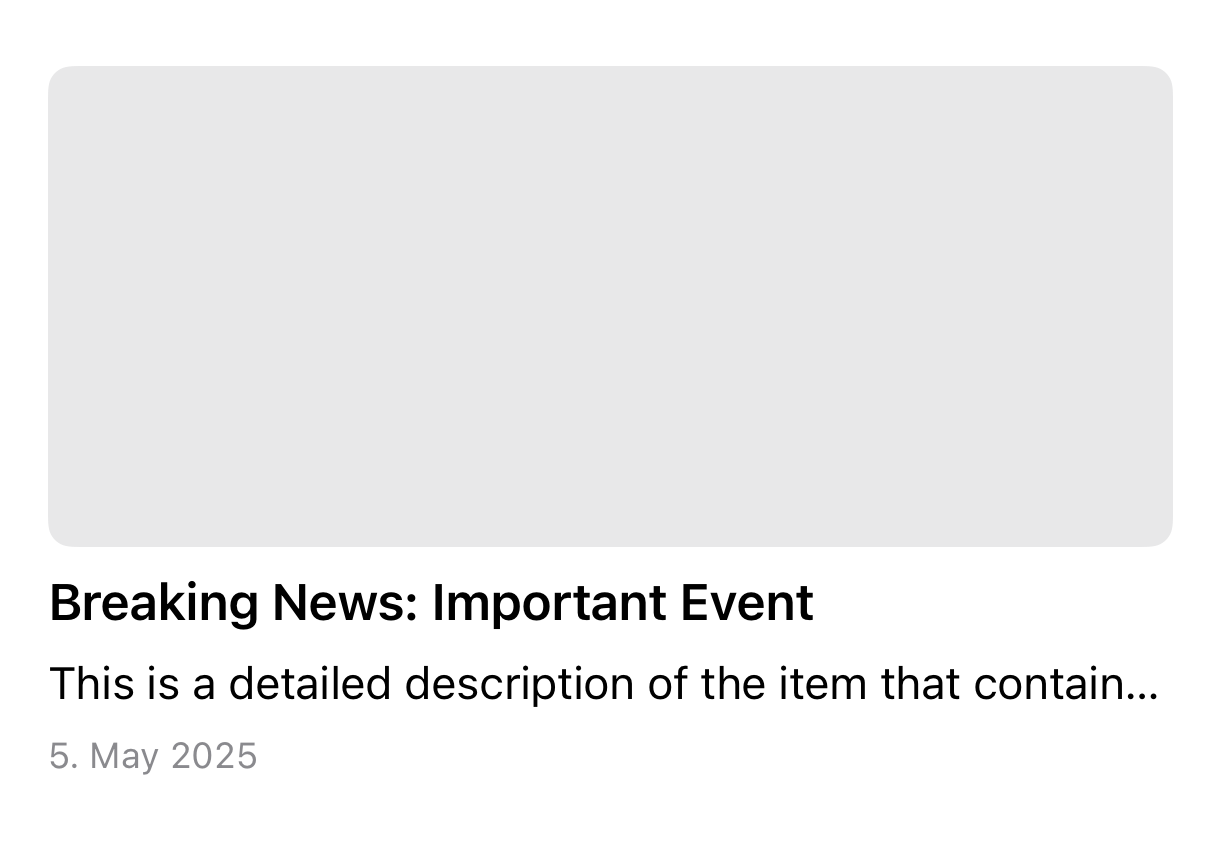 Breaking News: Important Event
This is a detailed description of the item that contain...
5. May 2025